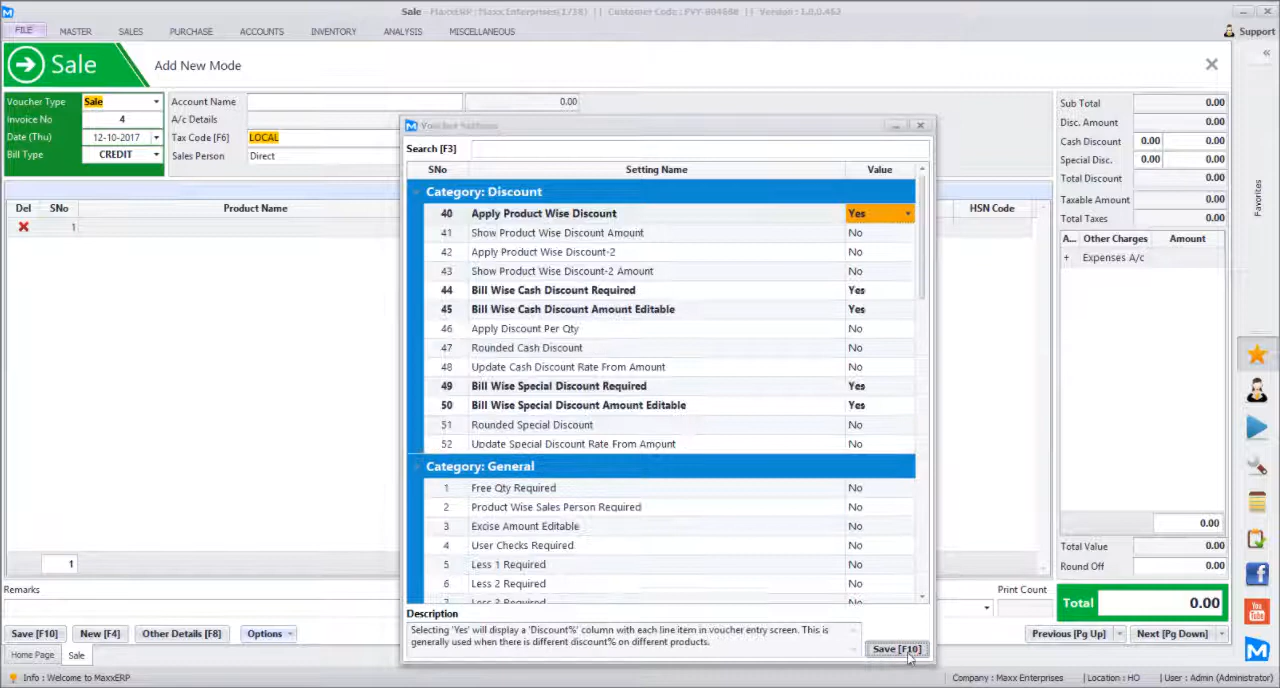 Sale - MaxxERP : Maxx Enterprises(1/18) || Customer Code : || Version : 1.0.0.452
FILE MASTER SALES PURCHASE ACCOUNTS INVENTORY ANALYSIS MISCELLANEOUS Support
Sale Add New Mode
Voucher Type Sale Account Name 0.00
Invoice No 4 A/c Details
Date (Thu) 12-10-2017 Tax Code [F6] LOCAL
Bill Type CREDIT Sales Person Direct
Del SNo Product Name HSN Code
1
1
Remarks
Save [F10] New [F4] Other Details [F8] Options
Home Page Sale
Info : Welcome to MaxxERP
Voucher Settings
Search [F3]
SNo Setting Name Value
Category: Discount
40 Apply Product Wise Discount Yes
41 Show Product Wise Discount Amount No
42 Apply Product Wise Discount-2 No
43 Show Product Wise Discount-2 Amount No
44 Bill Wise Cash Discount Required Yes
45 Bill Wise Cash Discount Amount Editable Yes
46 Apply Discount Per Qty No
47 Rounded Cash Discount No
48 Update Cash Discount Rate From Amount No
49 Bill Wise Special Discount Required Yes
50 Bill Wise Special Discount Amount Editable Yes
51 Rounded Special Discount No
52 Update Special Discount Rate From Amount No
Category: General
1 Free Qty Required No
2 Product Wise Sales Person Required No
3 Excise Amount Editable No
4 User Checks Required No
5 Less 1 Required No
6 Less 2 Required No
7 Less 3 Required No
Description
Selecting 'Yes' will display a 'Discount%' column with each line item in voucher entry screen. This is
generally used when there is different discount% on different products.
Save [F10]
Sub Total 0.00
Disc. Amount 0.00
Cash Discount 0.00 0.00
Special Disc. 0.00 0.00
Total Discount 0.00
Taxable Amount 0.00
Total Taxes 0.00
A... Other Charges Amount
+ Expenses A/c
0.00
Total Value 0.00
Round Off 0.00
Print Count
Total 0.00
Previous [Pg Up] Next [Pg Down]
Company : Maxx Enterprises |Location : HO |User : Admin (Administrator)
Favorites
You
Tube